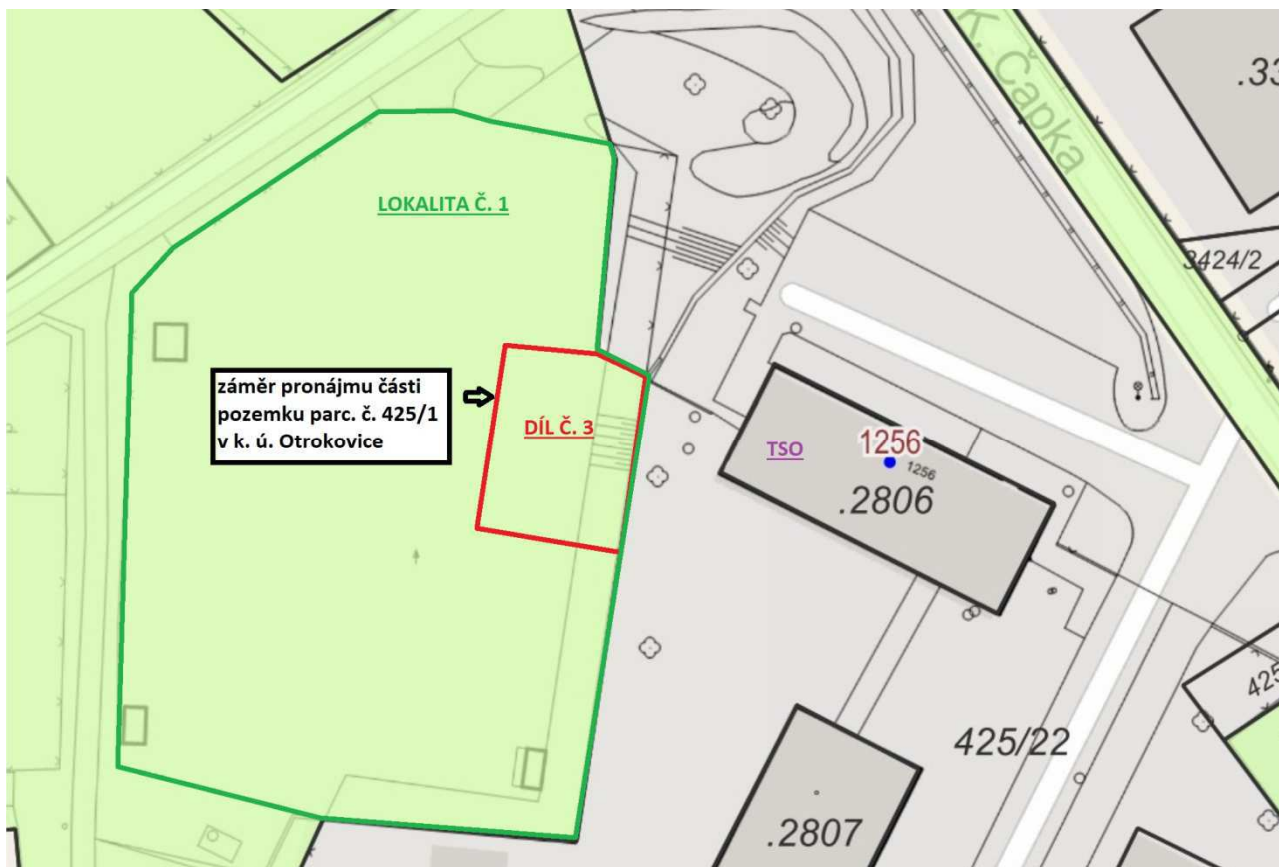 K. Čapka
.33
LOKALITA Č. 1
3424/2
záměr pronájmu části
pozemku parc. č. 425/1
v k. ú. Otrokovice
DÍL Č. 3
TSO
1256
1256
.2806
425
425/22
.2807